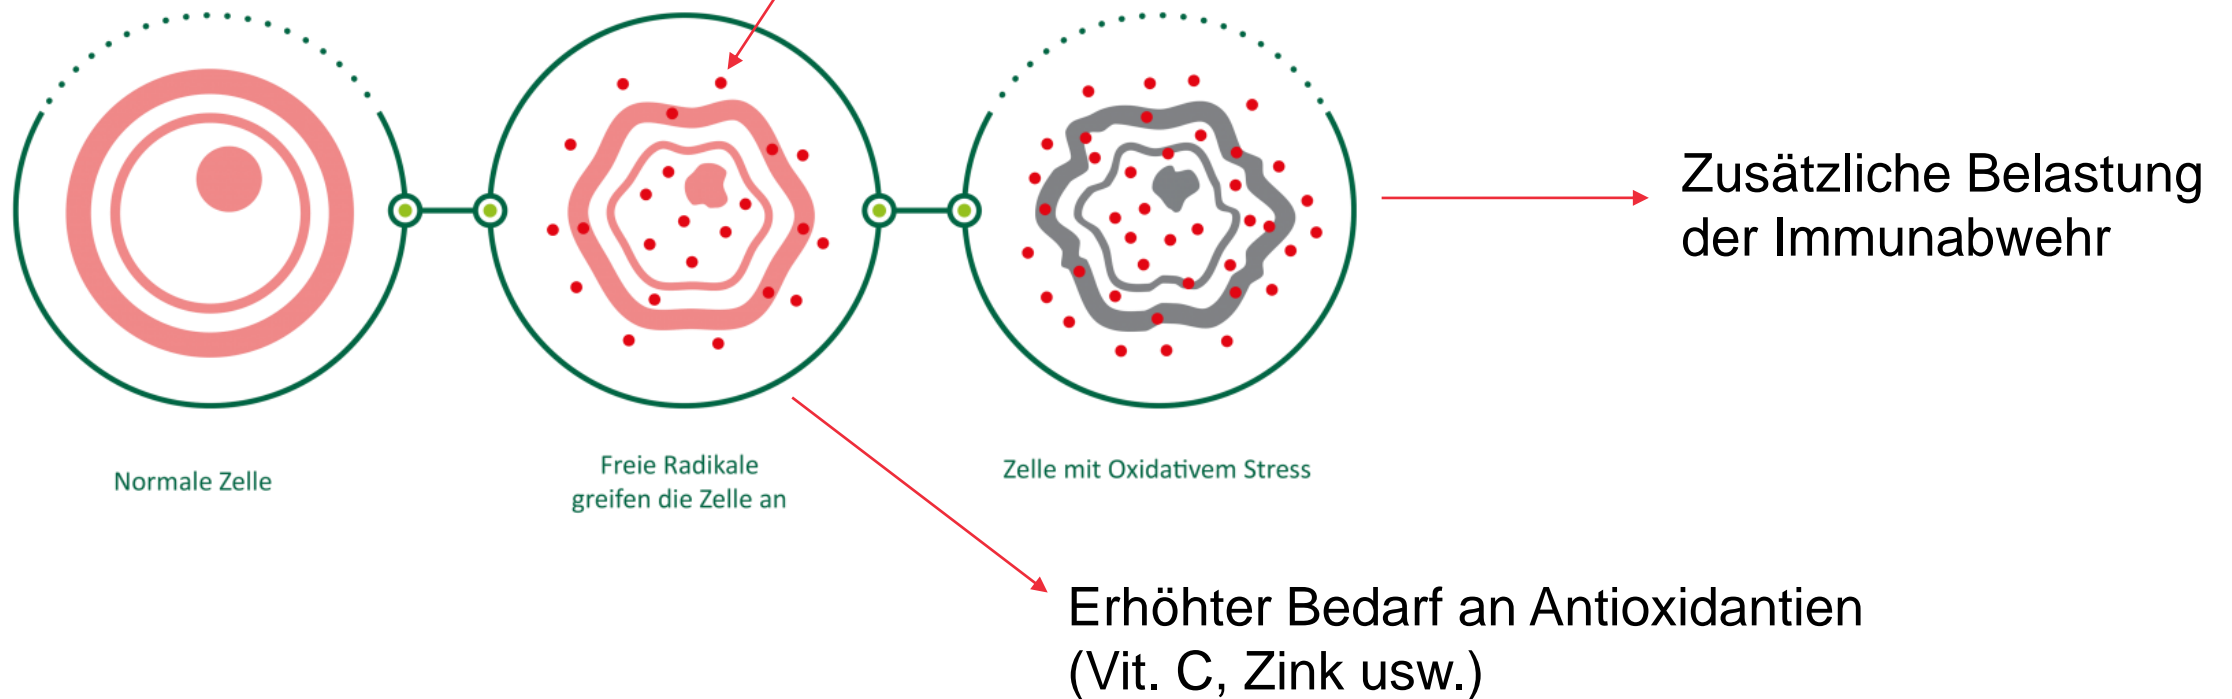 Zusätzliche Belastung
der Immunabwehr
Normale Zelle
Freie Radikale
greifen die Zelle an
Zelle mit Oxidativem Stress
Erhöhter Bedarf an Antioxidantien
(Vit. C, Zink usw.)